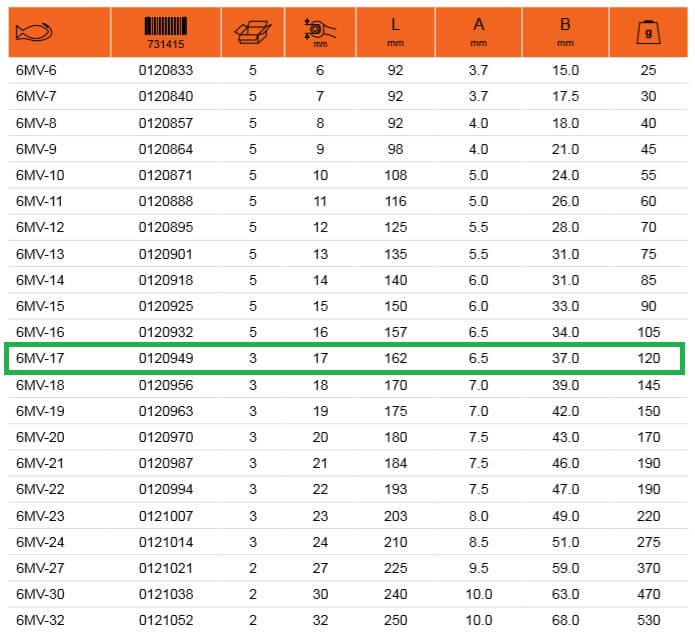 731415 mm L mm A mm B mm g
6MV-6 0120833 5 6 92 3.7 15.0 25
6MV-7 0120840 5 7 92 3.7 17.5 30
6MV-8 0120857 5 8 92 4.0 18.0 40
6MV-9 0120864 5 9 98 4.0 21.0 45
6MV-10 0120871 5 10 108 5.0 24.0 55
6MV-11 0120888 5 11 116 5.0 26.0 60
6MV-12 0120895 5 12 125 5.5 28.0 70
6MV-13 0120901 5 13 135 5.5 31.0 75
6MV-14 0120918 5 14 140 6.0 31.0 85
6MV-15 0120925 5 15 150 6.0 33.0 90
6MV-16 0120932 5 16 157 6.5 34.0 105
6MV-17 0120949 3 17 162 6.5 37.0 120
6MV-18 0120956 3 18 170 7.0 39.0 145
6MV-19 0120963 3 19 175 7.0 42.0 150
6MV-20 0120970 3 20 180 7.5 43.0 170
6MV-21 0120987 3 21 184 7.5 46.0 190
6MV-22 0120994 3 22 193 7.5 47.0 190
6MV-23 0121007 3 23 203 8.0 49.0 220
6MV-24 0121014 3 24 210 8.5 51.0 275
6MV-27 0121021 2 27 225 9.5 59.0 370
6MV-30 0121038 2 30 240 10.0 63.0 470
6MV-32 0121052 2 32 250 10.0 68.0 530